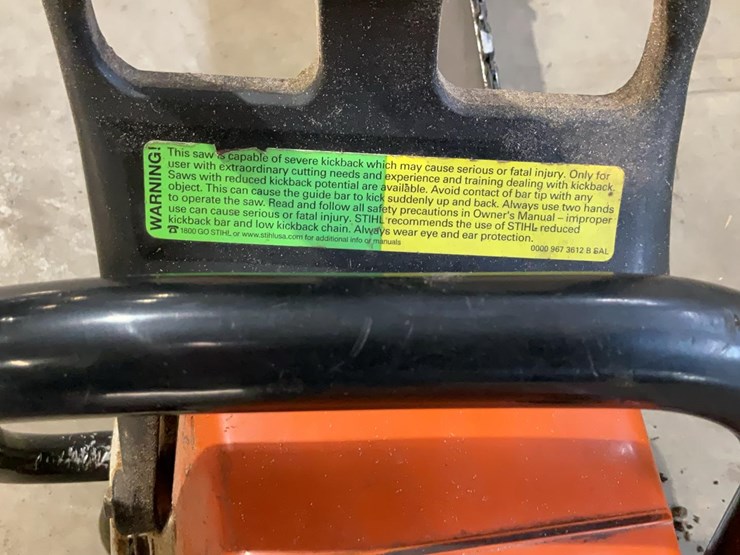 WARNING!
This saw is capable of severe kickback which may cause serious or fatal injury. Only for
user with extraordinary cutting needs and experience and training dealing with kickback.
Saws with reduced kickback potential are available. Avoid contact of bar tip with any
object. This can cause the guide bar to kick suddenly up and back. Always use two hands
to operate the saw. Read and follow all safety precautions in Owner's Manual – improper
use can cause serious or fatal injury. STIHL recommends the use of STIHL reduced
kickback bar and low kickback chain. Always wear eye and ear protection.
1800 GO STIHL or www.stihlusa.com for additional info or manuals
0000 967 3612 B BAL